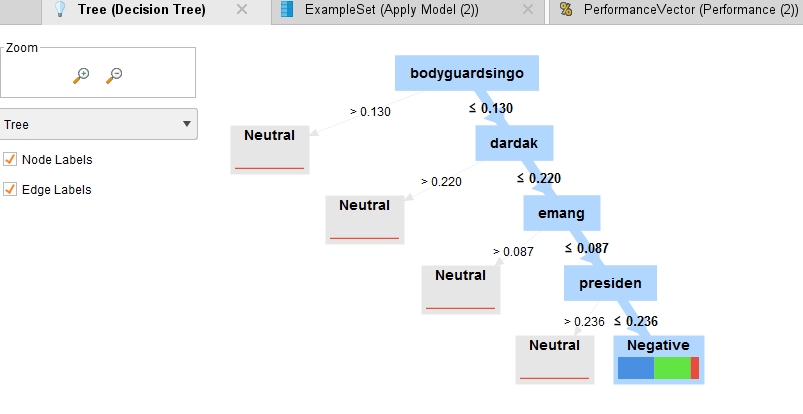 Tree (Decision Tree)
ExampleSet (Apply Model (2))
PerformanceVector (Performance (2))
Zoom
Tree
Node Labels
Edge Labels
bodyguardsingo
> 0.130
≤ 0.130
Neutral
dardak
> 0.220
≤ 0.220
Neutral
emang
> 0.087
≤ 0.087
Neutral
presiden
> 0.236
≤ 0.236
Neutral
Negative